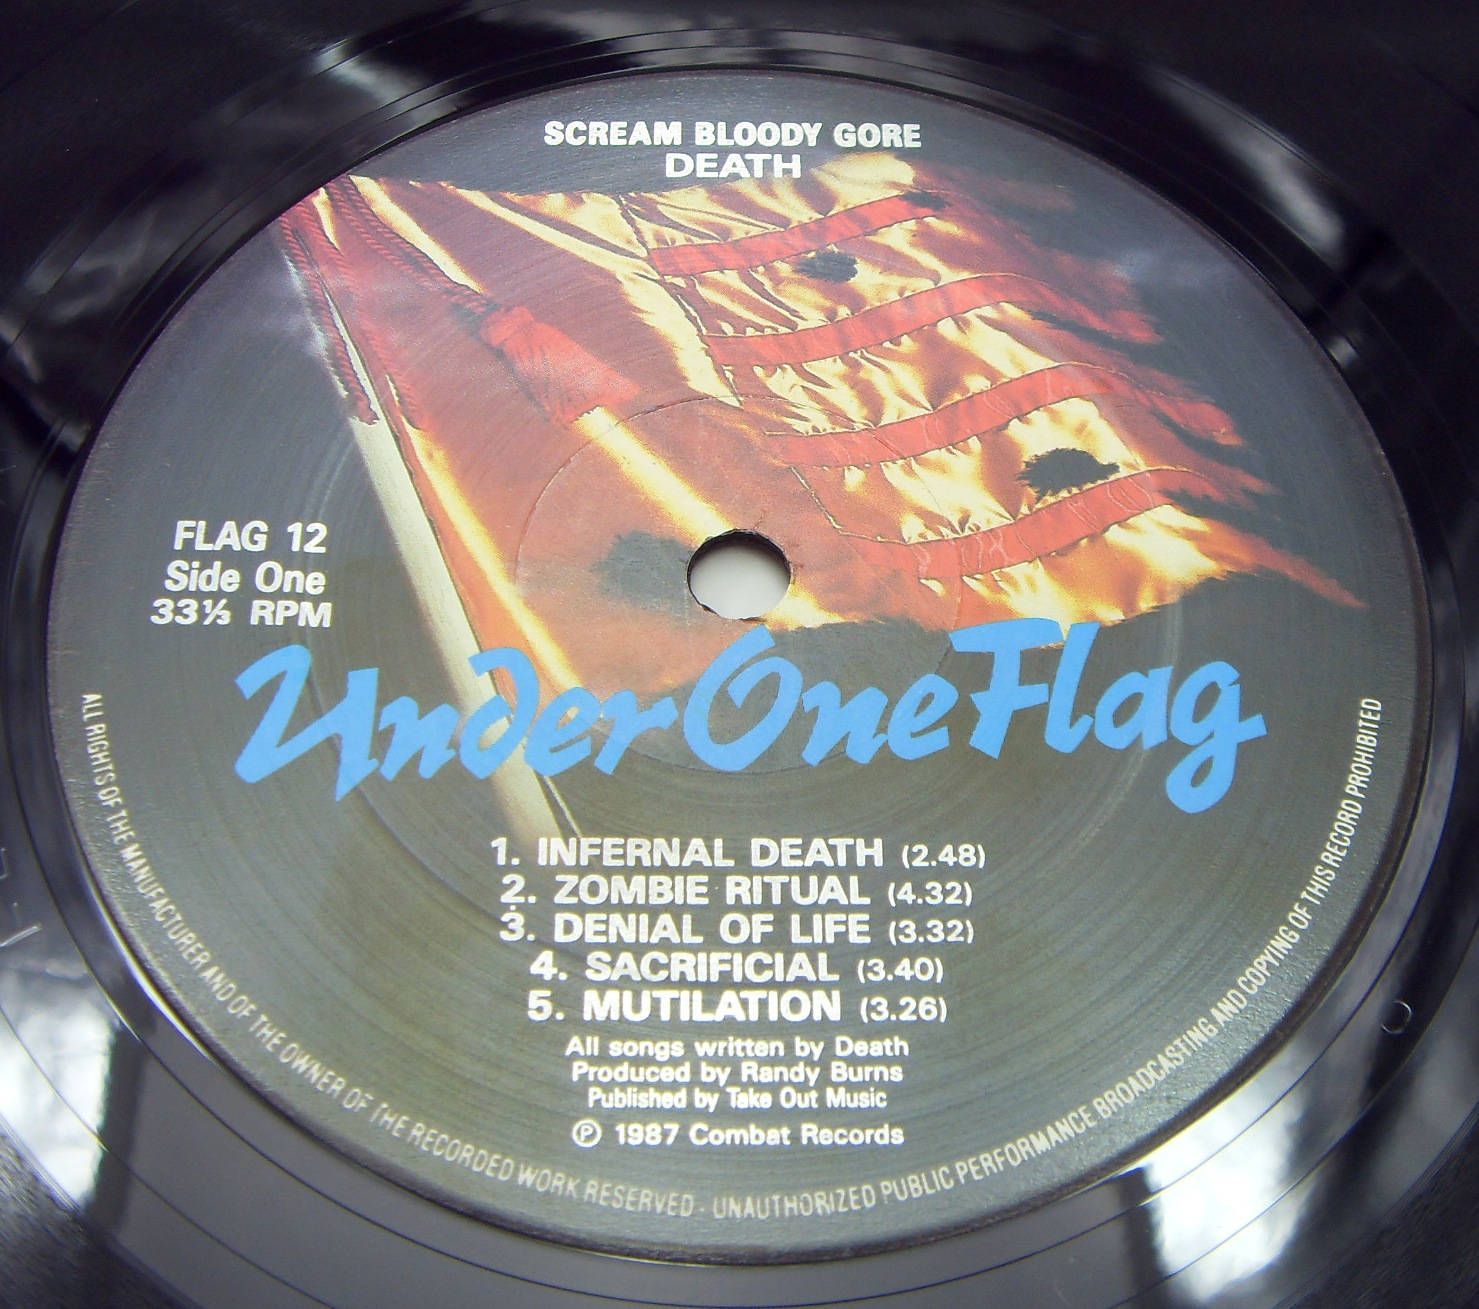 SCREAM BLOODY GORE
DEATH
FLAG 12
Side One
33⅓ RPM
Under One Flag
1. INFERNAL DEATH (2.48)
2. ZOMBIE RITUAL (4.32)
3. DENIAL OF LIFE (3.32)
4. SACRIFICIAL (3.40)
5. MUTILATION (3.26)
All songs written by Death
Produced by Randy Burns
Published by Take Out Music
Ⓟ 1987 Combat Records
ALL RIGHTS OF THE MANUFACTURER AND OF THE OWNER OF THE RECORDED WORK RESERVED - UNAUTHORIZED PUBLIC PERFORMANCE BROADCASTING AND COPYING OF THIS RECORD PROHIBITED